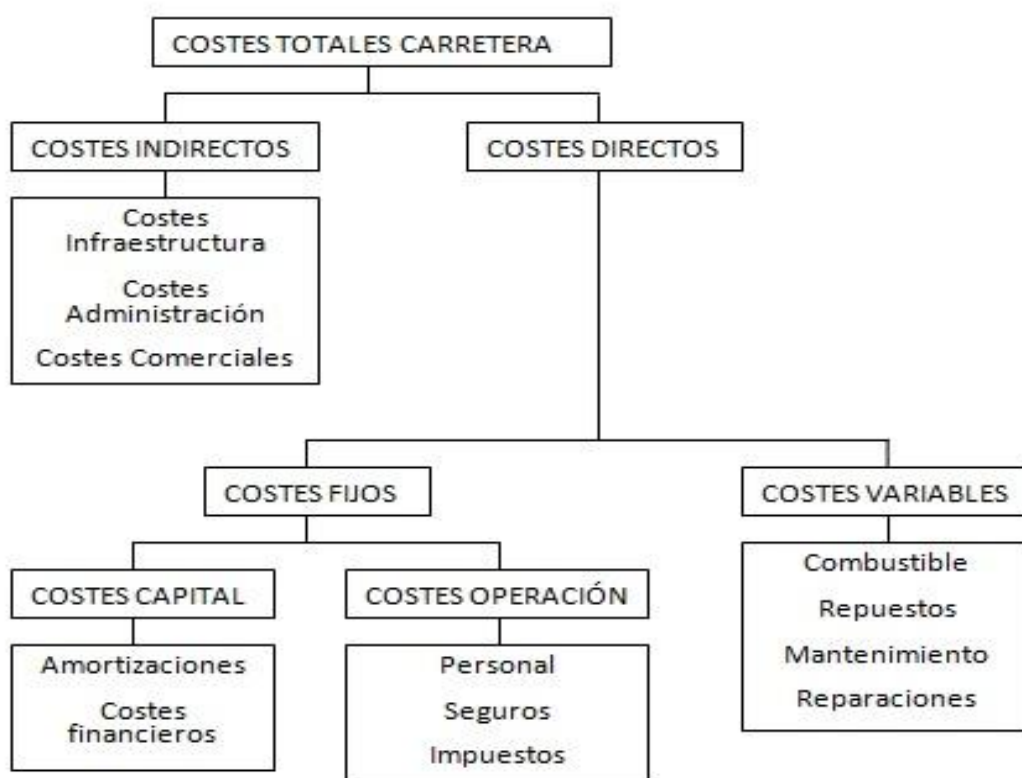 COSTES TOTALES CARRETERA
COSTES INDIRECTOS
COSTES DIRECTOS
Costes
Infraestructura
Costes
Administración
Costes Comerciales
COSTES FIJOS
COSTES VARIABLES
COSTES CAPITAL
COSTES OPERACIÓN
Amortizaciones
Costes
financieros
Personal
Seguros
Impuestos
Combustible
Repuestos
Mantenimiento
Reparaciones